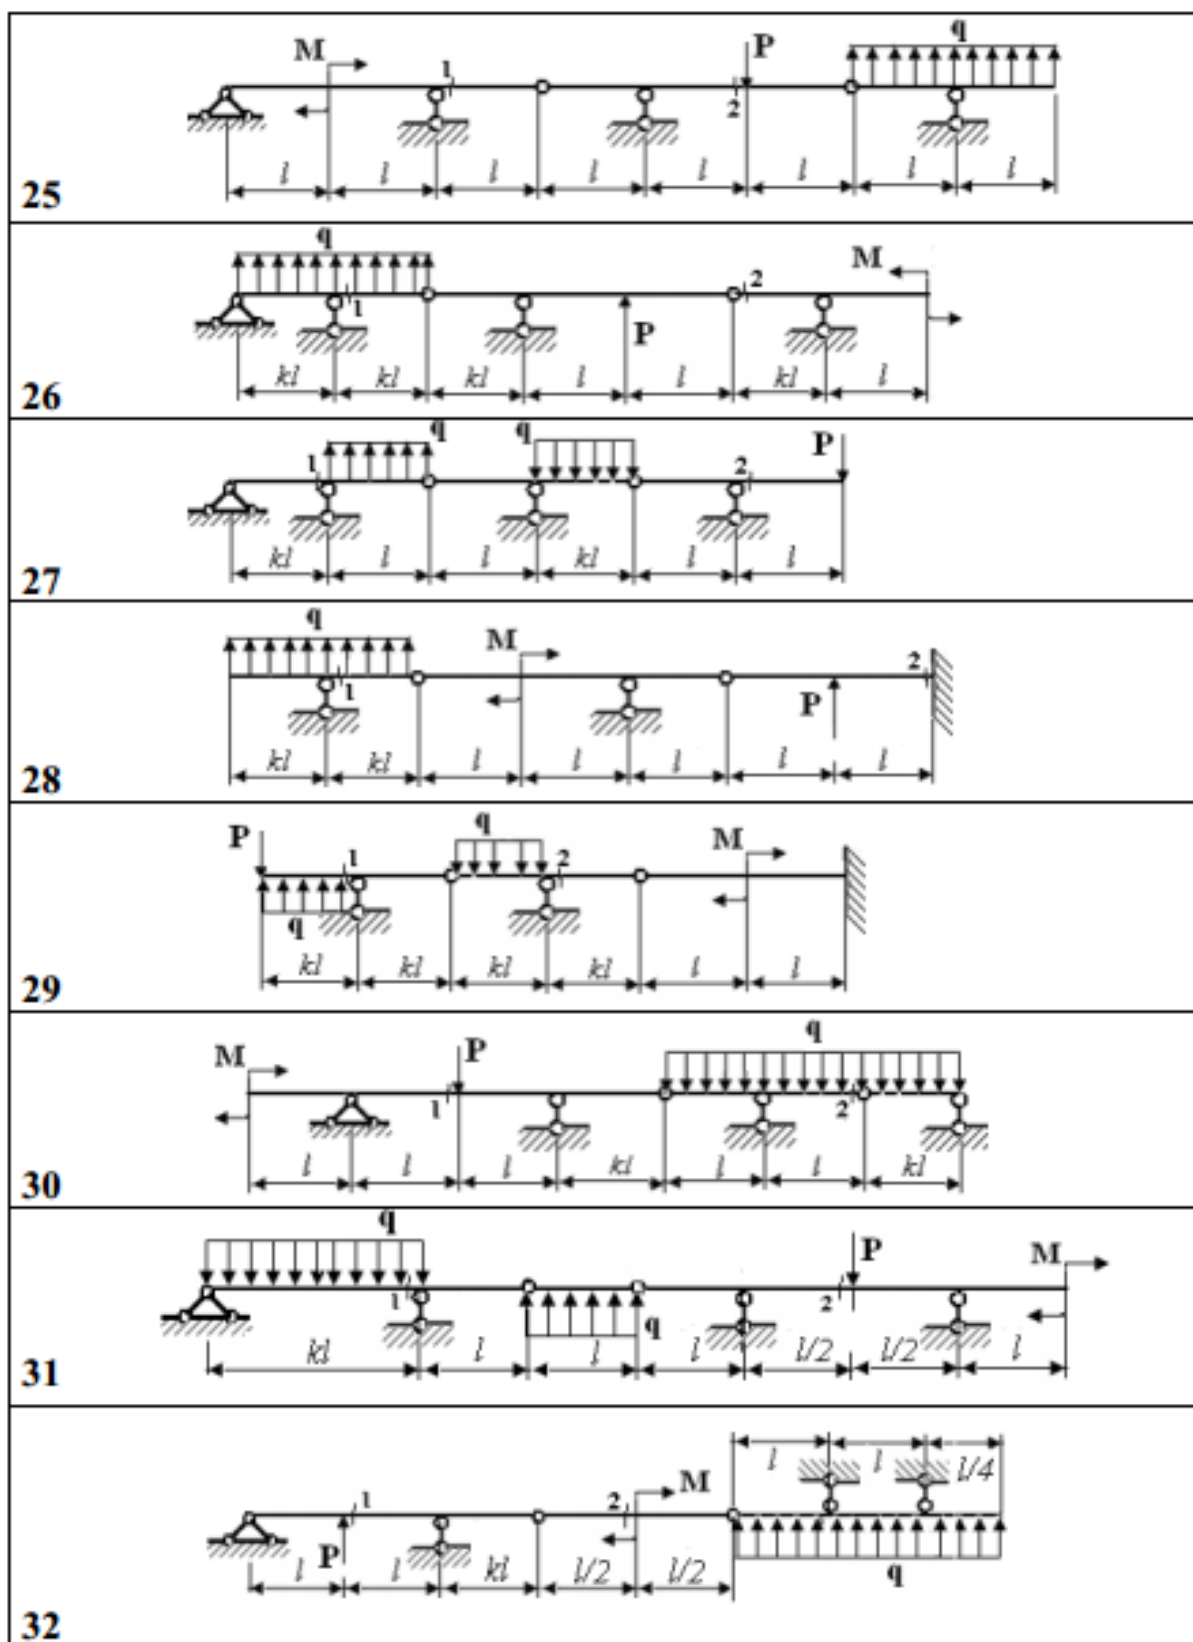 M P q
1 2
l l l l l l l l
25
q M
1 P 2
kl kl kl l l kl l
26
q q P
1 2
kl l l kl l l
27
q M
1 P 2
kl kl l l l l l
28
P q M
1 2
q
kl kl kl kl l l
29
M P q
1 2
l l l kl l l kl
30
q P M
1 q 2
kl l l l l/2 l/2 l
31
l l l/4
1 2 M
P q
l l kl l/2 l/2
32